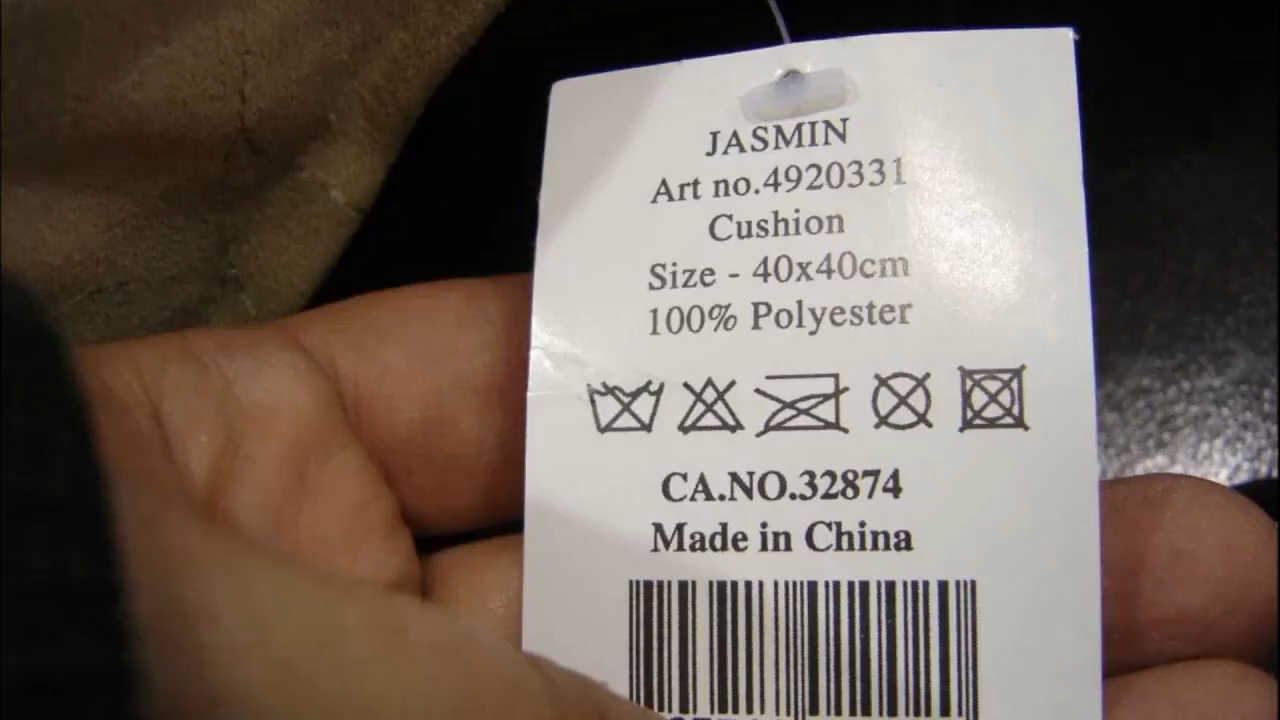 JASMIN
Art no.4920331
Cushion
Size - 40x40cm
100% Polyester
CA.NO.32874
Made in China